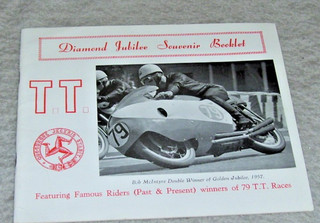 Diamond Jubilee Souvenir Booklet
TT
79
Bob McIntyre Double Winner of Golden Jubilee, 1957.
Featuring Famous Riders (Past & Present) winners of 79 T.T. Races